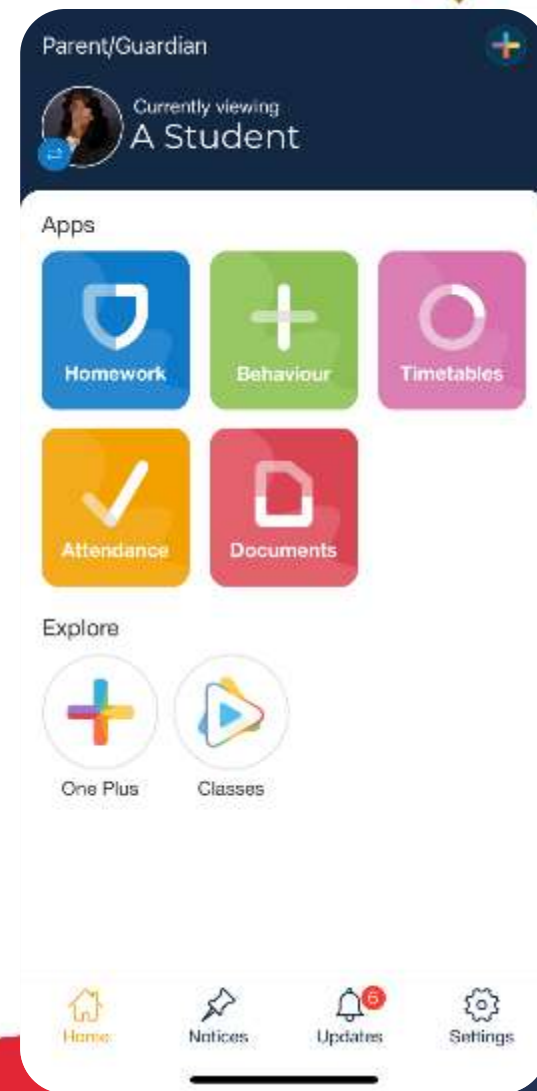 Parent/Guardian
Currently viewing
A Student
Apps
Homework
Behaviour
Timetables
Attendance
Documents
Explore
One Plus
Classes
6
Home
Notices
Updates
Settings